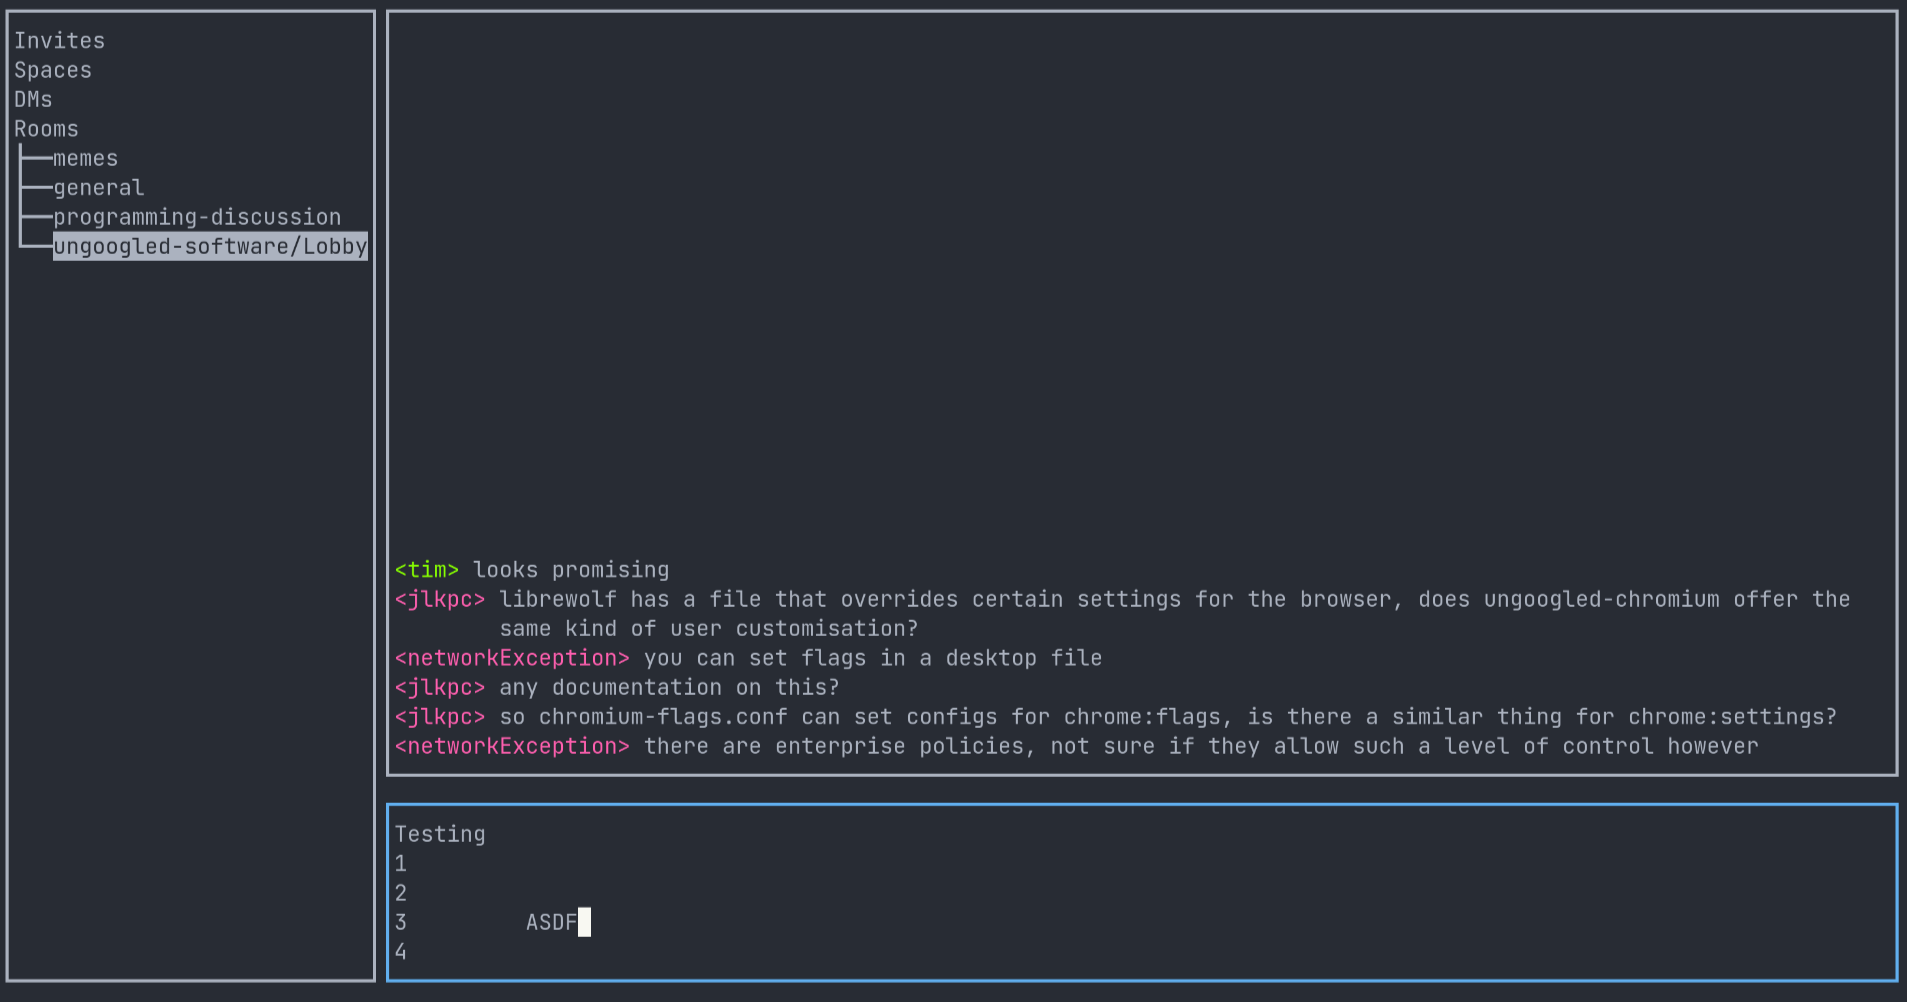 Invites
Spaces
DMs
Rooms
memes
general
programming-discussion
ungoogled-software/Lobby
<tim> looks promising
<jlkpc> librewolf has a file that overrides certain settings for the browser, does ungoogled-chromium offer the
same kind of user customisation?
<networkException> you can set flags in a desktop file
<jlkpc> any documentation on this?
<jlkpc> so chromium-flags.conf can set configs for chrome:flags, is there a similar thing for chrome:settings?
<networkException> there are enterprise policies, not sure if they allow such a level of control however
Testing
1
2
3         ASDF
4